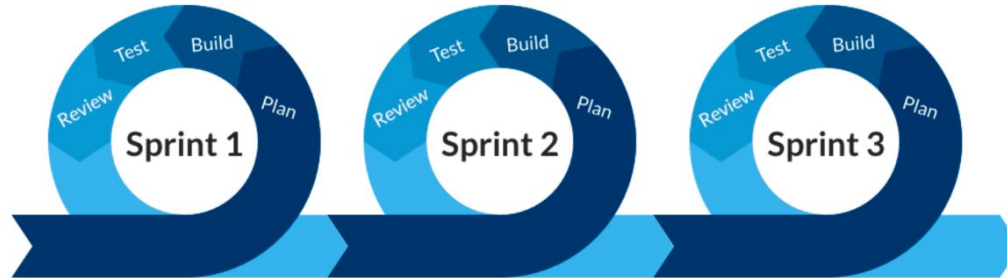 Test
Build
Review
Plan
Sprint 1
Test
Build
Review
Plan
Sprint 2
Test
Build
Review
Plan
Sprint 3